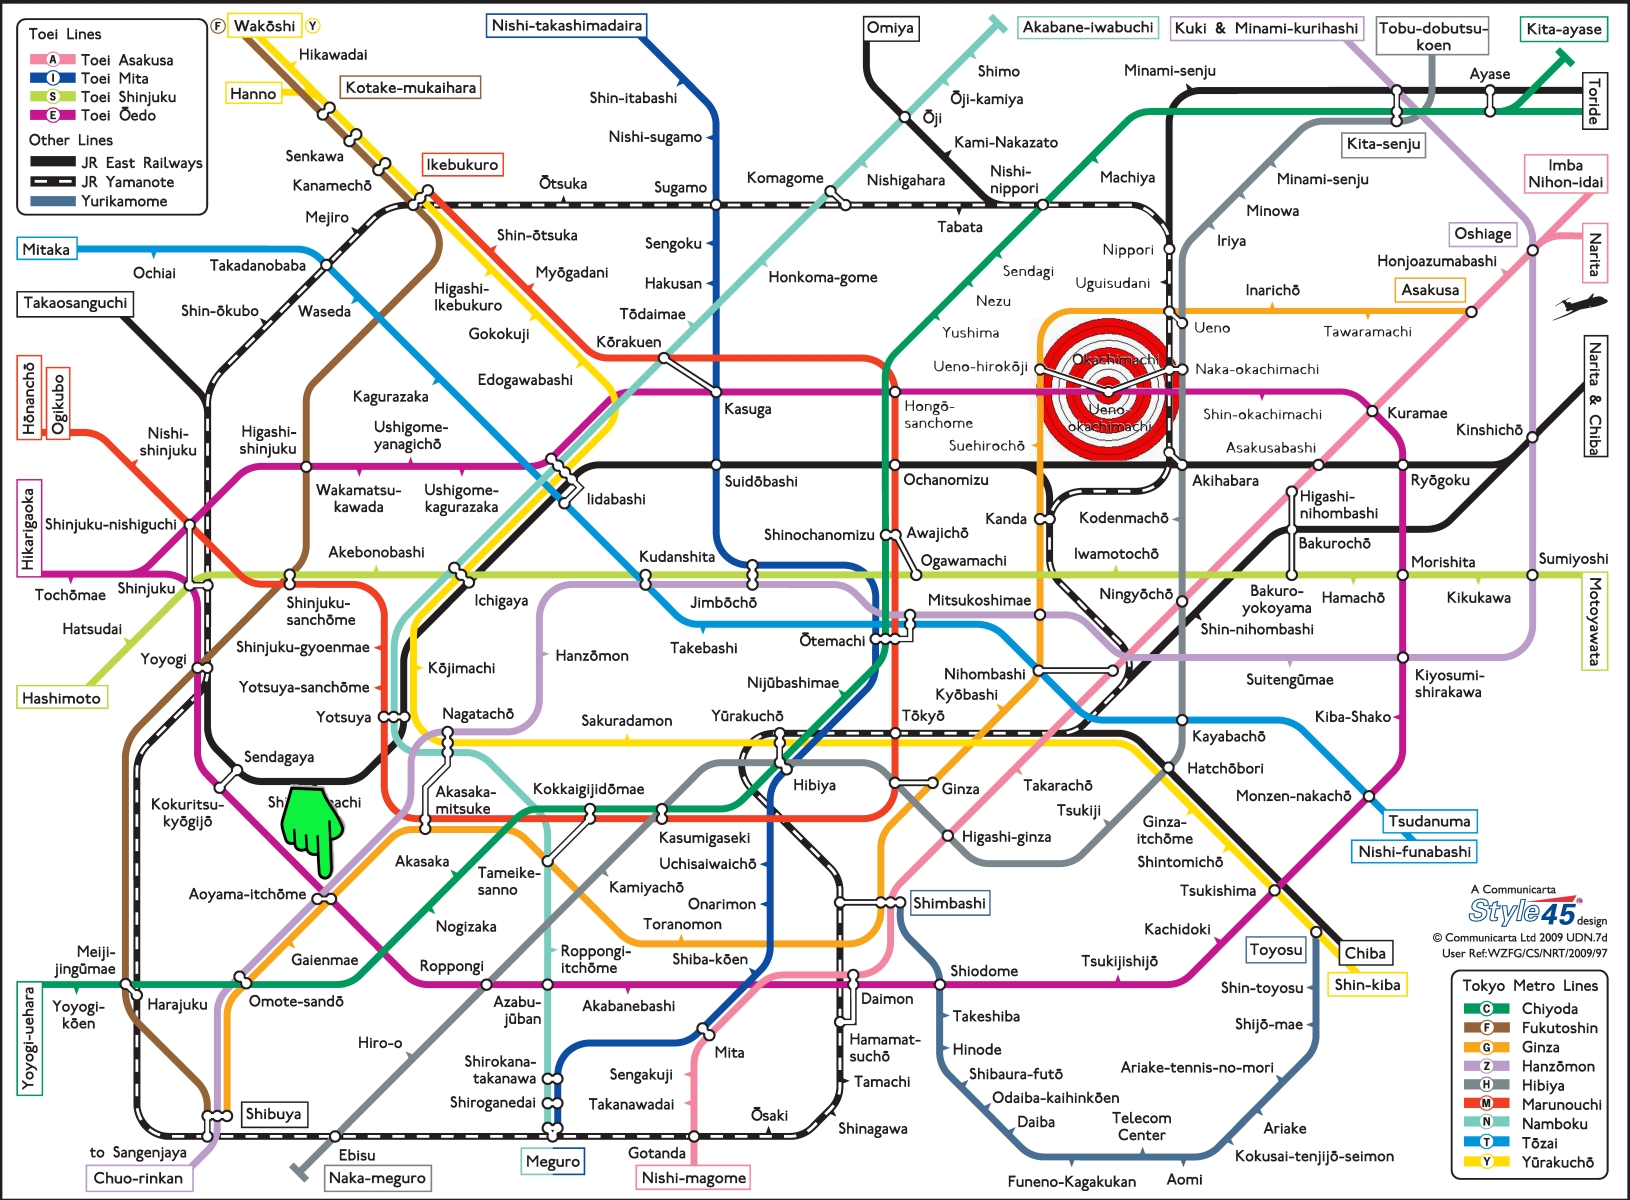 Toei Lines
A Toei Asakusa
I Toei Mita
S Toei Shinjuku
E Toei Ōedo
Other Lines
JR East Railways
JR Yamanote
Yurikamome
F Wakōshi Y
Hikawadai
Hanno
Kotake-mukaihara
Senkawa
Kanamechō
Mejiro
Ikebukuro
Nishi-takashimadaira
Shin-itabashi
Nishi-sugamo
Ōtsuka
Sugamo
Komagome
Omiya
Akabane-iwabuchi
Shimo
Ōji-kamiya
Ōji
Kami-Nakazato
Nishigahara
Nishi-
nippori
Tabata
Kuki & Minami-kurihashi
Tobu-dobutsu-
koen
Kita-ayase
Minami-senju
Ayase
Toride
Kita-senju
Machiya
Minami-senju
Minowa
Iriya
Imba
Nihon-idai
Oshiage
Narita
Honjoazumabashi
Mitaka
Ochiai
Takadanobaba
Takaosanguchi
Shin-ōkubo
Waseda
Shin-ōtsuka
Myōgadani
Higashi-
Ikebukuro
Gokokuji
Edogawabashi
Sengoku
Hakusan
Tōdaimae
Kōrakuen
Honkoma-gome
Sendagi
Nezu
Yushima
Nippori
Uguisudani
Inarichō
Asakusa
Tawaramachi
Ueno
Ueno-hirokōji
Okachimachi
Naka-okachimachi
Ueno-
okachimachi
Shin-okachimachi
Kuramae
Narita & Chiba
Hōnanchō
Ogikubo
Nishi-
shinjuku
Higashi-
shinjuku
Kagurazaka
Ushigome-
yanagichō
Kasuga
Hongō-
sanchome
Suehirochō
Asakusabashi
Kinshichō
Wakamatsu-
kawada
Ushigome-
kagurazaka
Iidabashi
Suidōbashi
Ochanomizu
Akihabara
Ryōgoku
Hikarigaoka
Shinjuku-nishiguchi
Akebonobashi
Kudanshita
Shinochanomizu
Awajichō
Ogawamachi
Kanda
Kodenmachō
Iwamotochō
Higashi-
nihombashi
Bakurochō
Morishita
Sumiyoshi
Tochōmae
Shinjuku
Shinjuku-
sanchōme
Ichigaya
Jimbōchō
Mitsukoshimae
Ningyōchō
Bakuro-
yokoyama
Hamachō
Kikukawa
Motoyawata
Hatsudai
Yoyogi
Shinjuku-gyoenmae
Kōjimachi
Hanzōmon
Takebashi
Ōtemachi
Shin-nihombashi
Hashimoto
Yotsuya-sanchōme
Yotsuya
Nagatachō
Nijūbashimae
Nihombashi
Kyōbashi
Suitengūmae
Kiyosumi-
shirakawa
Sakuradamon
Yūrakuchō
Tōkyō
Kiba-Shako
Kayabachō
Sendagaya
Akasaka-
mitsuke
Kokkaigijidōmae
Hibiya
Ginza
Takarachō
Hatchōbori
Monzen-nakachō
Kokuritsu-
kyōgijō
Kasumigaseki
Higashi-ginza
Tsukiji
Ginza-
itchōme
Tsudanuma
Nishi-funabashi
Akasaka
Tameike-
sanno
Uchisaiwaichō
Shintomichō
Aoyama-itchōme
Kamiyachō
Onarimon
Shimbashi
Tsukishima
Nogizaka
Toranomon
Kachidoki
Toyosu
Chiba
Shin-kiba
A Communicarta
Style 45 design
© Communicarta Ltd 2009 UDN.7d
User Ref:WZFG/CS/NRT/2009/97
Meiji-
jingūmae
Gaienmae
Roppongi
Roppongi-
itchōme
Shiba-kōen
Shiodome
Tsukijishijō
Yoyogi-uehara
Yoyogi-
kōen
Harajuku
Omote-sandō
Azabu-
jūban
Akabanebashi
Daimon
Shin-toyosu
Takeshiba
Shijō-mae
Hiro-o
Mita
Hamamat-
suchō
Hinode
Shirokana-
takanawa
Sengakuji
Tamachi
Shibaura-futō
Ariake-tennis-no-mori
Shibuya
Shiroganedai
Takanawadai
Ōsaki
Shinagawa
Odaiba-kaihinkōen
Daiba
Telecom
Center
Ariake
to Sangenjaya
Chuo-rinkan
Ebisu
Naka-meguro
Meguro
Gotanda
Nishi-magome
Funeno-Kagakukan
Aomi
Kokusai-tenjijō-seimon
Tokyo Metro Lines
C Chiyoda
F Fukutoshin
G Ginza
Z Hanzōmon
H Hibiya
M Marunouchi
N Namboku
T Tōzai
Y Yūrakuchō